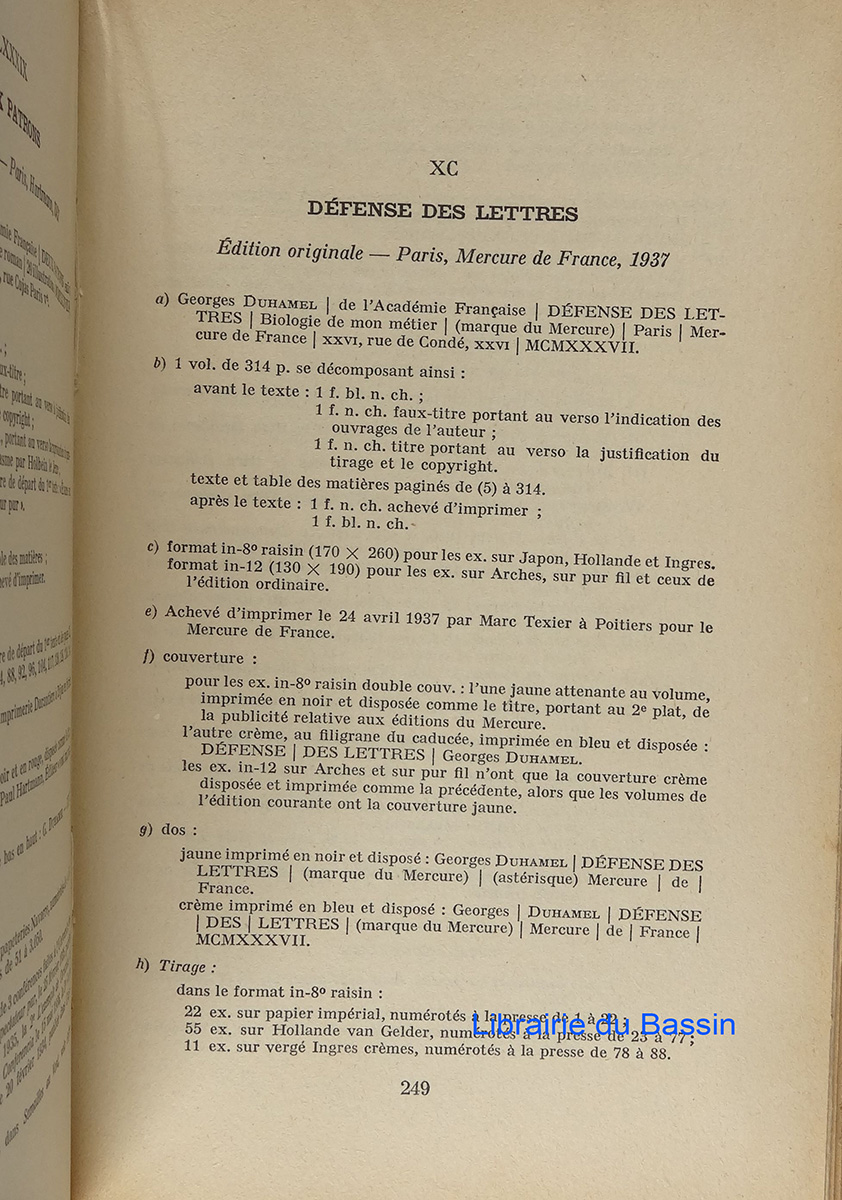 XXXIX
PATRONS
— Paris, Hartmann,
XC
DÉFENSE DES LETTRES
Édition originale — Paris, Mercure de France, 1937
a) Georges DUHAMEL | de l'Académie Française | DÉFENSE DES LET-
TRES | Biologie de mon métier | (marque du Mercure) | Paris | Mer-
cure de France | XXVI, rue de Condé, XXVI | MCMXXXVII.
b) 1 vol. de 314 p. se décomposant ainsi :
avant le texte : 1 f. bl. n. ch. ;
1 f. n. ch. faux-titre portant au verso l'indication des
ouvrages de l'auteur ;
1 f. n. ch. titre portant au verso la justification du
tirage et le copyright.
texte et table des matières paginés de (5) à 314.
après le texte : 1 f. n. ch. achevé d'imprimer ;
1 f. bl. n. ch.
c) format in-8º raisin (170 × 260) pour les ex. sur Japon, Hollande et Ingres.
format in-12 (130 × 190) pour les ex. sur Arches, sur pur fil et ceux de
l'édition ordinaire.
e) Achevé d'imprimer le 24 avril 1937 par Marc Texier à Poitiers pour le
Mercure de France.
f) couverture :
pour les ex. in-8º raisin double couv. : l'une jaune attenante au volume,
imprimée en noir et disposée comme le titre, portant au 2e plat, de
la publicité relative aux éditions du Mercure.
l'autre crème, au filigrane du caducée, imprimée en bleu et disposée :
DÉFENSE | DES LETTRES | Georges DUHAMEL.
les ex. in-12 sur Arches et sur pur fil n'ont que la couverture crème
disposée et imprimée comme la précédente, alors que les volumes de
l'édition courante ont la couverture jaune.
g) dos :
jaune imprimé en noir et disposé : Georges DUHAMEL | DÉFENSE DES
LETTRES | (marque du Mercure) | (astérisque) Mercure | de |
France.
crème imprimé en bleu et disposé : Georges | DUHAMEL | DÉFENSE
| DES | LETTRES | (marque du Mercure) | Mercure | de | France |
MCMXXXVII.
h) Tirage :
dans le format in-8º raisin :
22 ex. sur papier impérial, numérotés à la presse de 1 à 22 ;
55 ex. sur Hollande van Gelder, numérotés à la presse de 23 à 77 ;
11 ex. sur vergé Ingres crèmes, numérotés à la presse de 78 à 88.
249
Librairie du Bassin